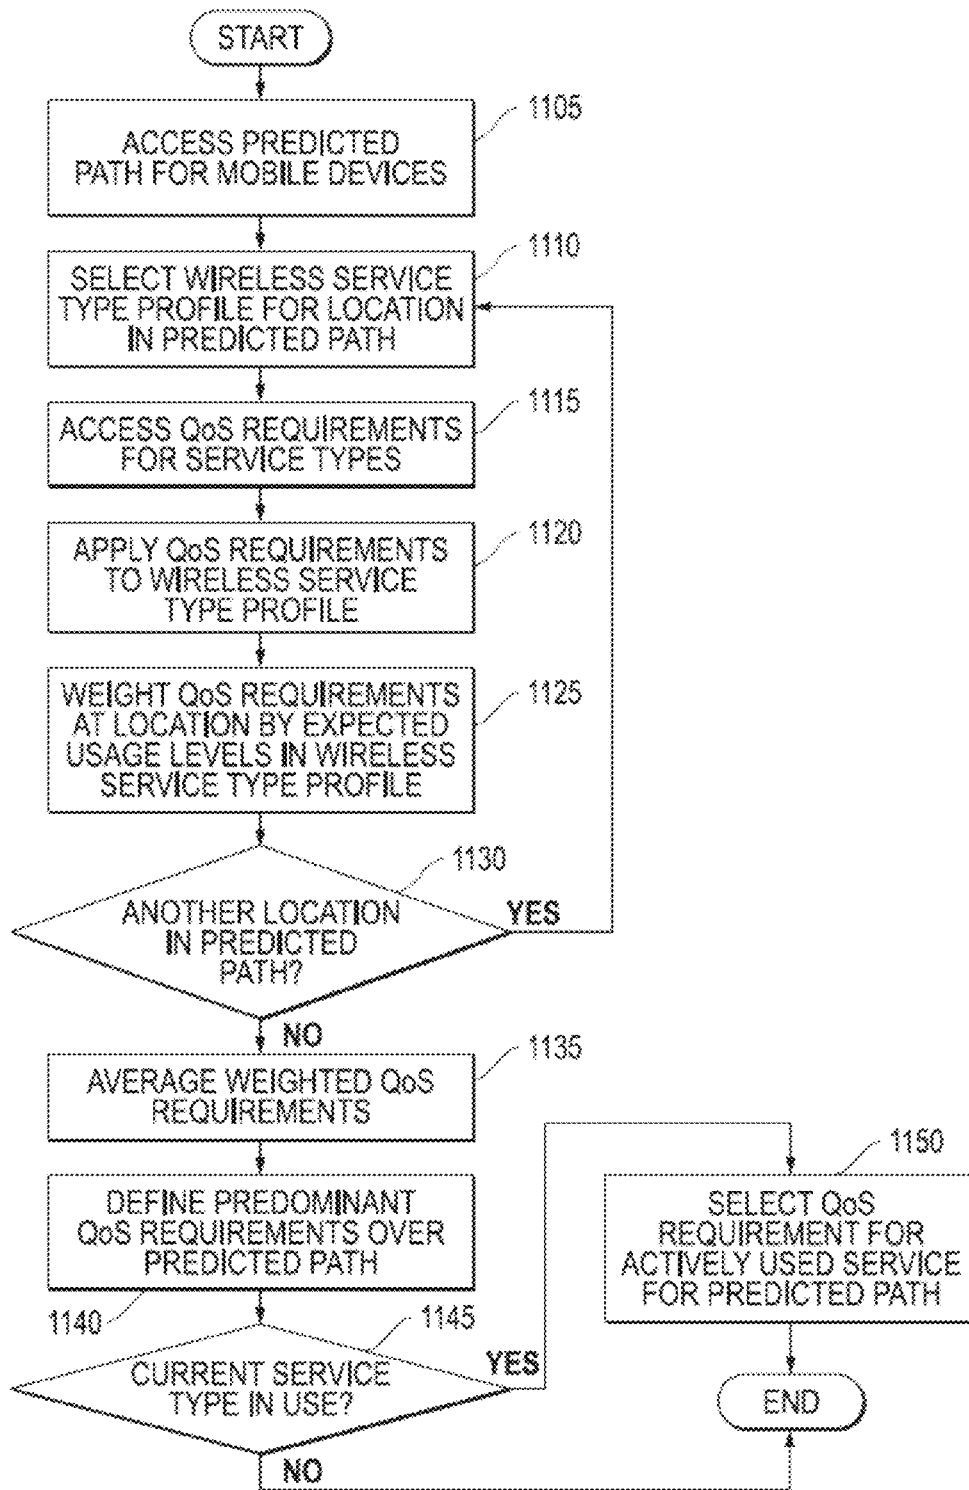 START
1105
ACCESS PREDICTED
PATH FOR MOBILE DEVICES
1110
SELECT WIRELESS SERVICE
TYPE PROFILE FOR LOCATION
IN PREDICTED PATH
1115
ACCESS QoS REQUIREMENTS
FOR SERVICE TYPES
1120
APPLY QoS REQUIREMENTS
TO WIRELESS SERVICE
TYPE PROFILE
1125
WEIGHT QoS REQUIREMENTS
AT LOCATION BY EXPECTED
USAGE LEVELS IN WIRELESS
SERVICE TYPE PROFILE
1130
ANOTHER LOCATION
IN PREDICTED
PATH?
YES
NO
1135
AVERAGE WEIGHTED QoS
REQUIREMENTS
DEFINE PREDOMINANT
QoS REQUIREMENTS OVER
PREDICTED PATH
1140
1145
CURRENT SERVICE
TYPE IN USE?
YES
NO
1150
SELECT QoS
REQUIREMENT FOR
ACTIVELY USED SERVICE
FOR PREDICTED PATH
END